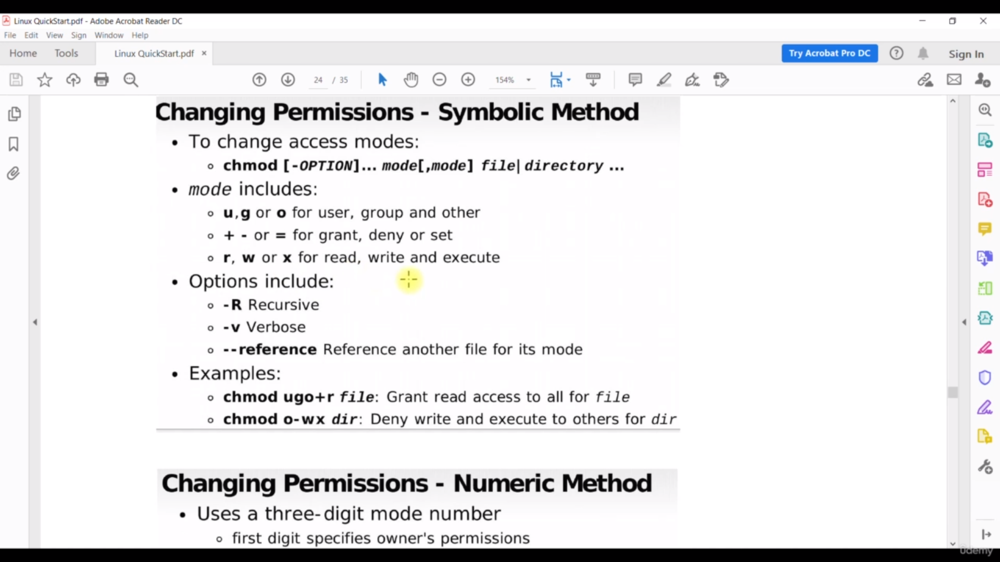 Linux QuickStart.pdf - Adobe Acrobat Reader DC
File Edit View Sign Window Help
Home Tools Linux QuickStart.pdf × Try Acrobat Pro DC Sign In
24 / 35 154%
Changing Permissions - Symbolic Method
• To change access modes:
◦ chmod [-OPTION]... mode[,mode] file|directory ...
• mode includes:
◦ u,g or o for user, group and other
◦ + - or = for grant, deny or set
◦ r, w or x for read, write and execute
• Options include:
◦ -R Recursive
◦ -v Verbose
◦ --reference Reference another file for its mode
• Examples:
◦ chmod ugo+r file: Grant read access to all for file
◦ chmod o-wx dir: Deny write and execute to others for dir
Changing Permissions - Numeric Method
• Uses a three-digit mode number
◦ first digit specifies owner's permissions
ûdemy